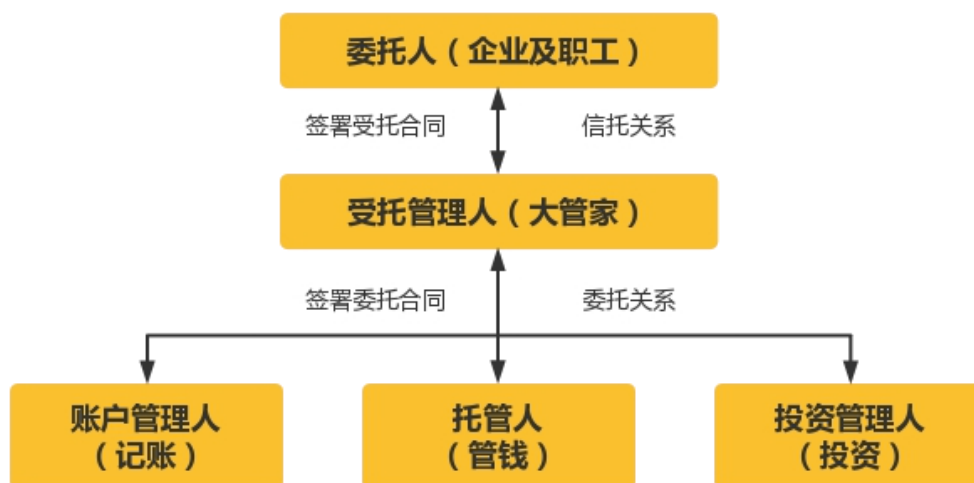 委托人（企业及职工）
签署受托合同 信托关系
受托管理人（大管家）
签署委托合同 委托关系
账户管理人
（记账）
托管人
（管钱）
投资管理人
（投资）